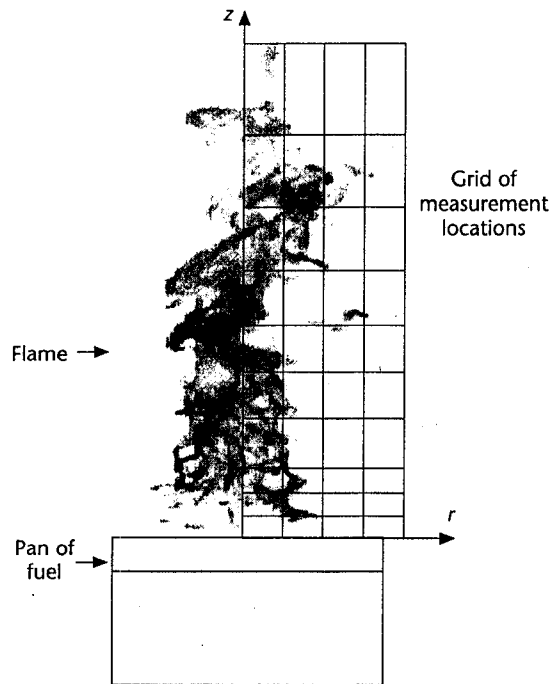 z
Grid of
measurement
locations
Flame
r
Pan of
fuel